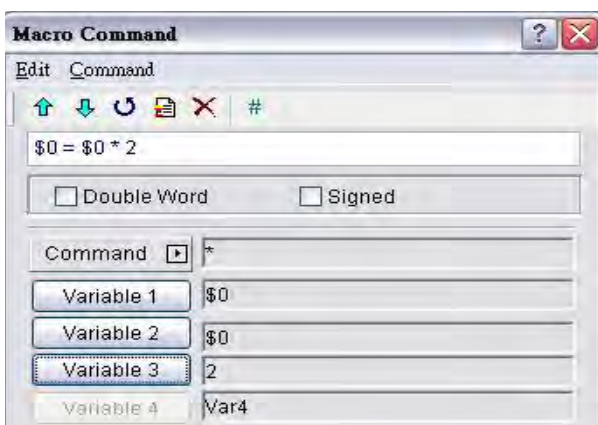 Macro Command
Edit Command
#
$0 = $0 * 2
Double Word Signed
Command *
Variable 1 $0
Variable 2 $0
Variable 3 2
Variable 4 Var4